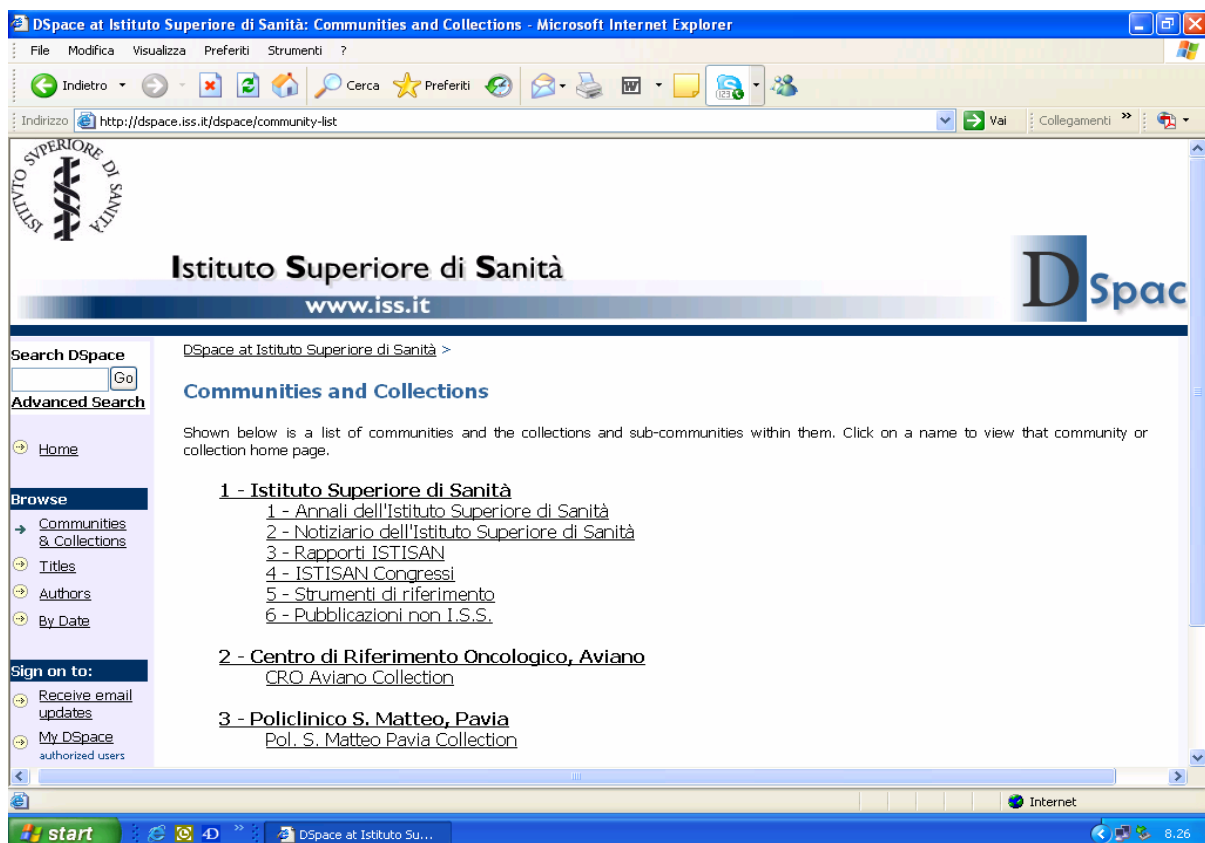 DSpace at Istituto Superiore di Sanità: Communities and Collections - Microsoft Internet Explorer
File Modifica Visualizza Preferiti Strumenti ?
Indietro Cerca Preferiti
Indirizzo http://dspace.iss.it/dspace/community-list Vai Collegamenti »
ISTITUTO SUPERIORE DI SANITÀ
Istituto Superiore di Sanità
www.iss.it
DSpac
Search DSpace
Go
Advanced Search
Home
Browse
Communities
& Collections
Titles
Authors
By Date
Sign on to:
Receive email
updates
My DSpace
authorized users
DSpace at Istituto Superiore di Sanità >
Communities and Collections
Shown below is a list of communities and the collections and sub-communities within them. Click on a name to view that community or
collection home page.
1 - Istituto Superiore di Sanità
1 - Annali dell'Istituto Superiore di Sanità
2 - Notiziario dell'Istituto Superiore di Sanità
3 - Rapporti ISTISAN
4 - ISTISAN Congressi
5 - Strumenti di riferimento
6 - Pubblicazioni non I.S.S.
2 - Centro di Riferimento Oncologico, Aviano
CRO Aviano Collection
3 - Policlinico S. Matteo, Pavia
Pol. S. Matteo Pavia Collection
Internet
start » DSpace at Istituto Su... 8.26